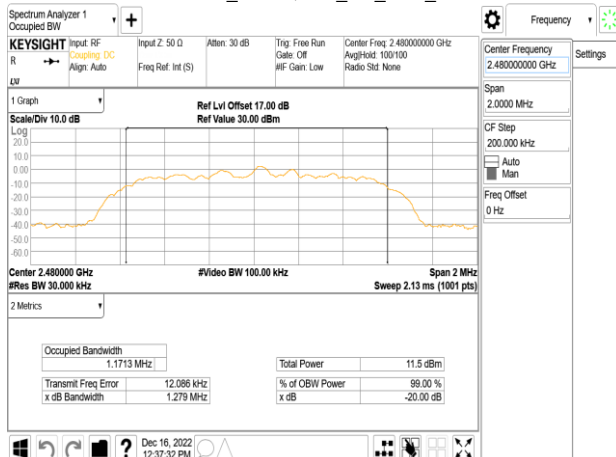 Spectrum Analyzer 1
Occupied BW
KEYSIGHT
R
LXI
Input: RF
Coupling: DC
Align: Auto
Input Z: 50 Ω
Freq Ref: Int (S)
Atten: 30 dB
Trig: Free Run
Gate: Off
#IF Gain: Low
Center Freq: 2.480000000 GHz
Avg|Hold: 100/100
Radio Std: None
1 Graph
Scale/Div 10.0 dB
Ref Lvl Offset 17.00 dB
Ref Value 30.00 dBm
Log
20.0
10.0
0.00
-10.0
-20.0
-30.0
-40.0
-50.0
-60.0
Center 2.480000 GHz
#Res BW 30.000 kHz
#Video BW 100.00 kHz
Span 2 MHz
Sweep 2.13 ms (1001 pts)
2 Metrics
Occupied Bandwidth
1.1713 MHz
Transmit Freq Error 12.086 kHz
x dB Bandwidth 1.279 MHz
Total Power 11.5 dBm
% of OBW Power 99.00 %
x dB -20.00 dB
Dec 16, 2022
12:37:32 PM
Frequency
Settings
Center Frequency
2.480000000 GHz
Span
2.0000 MHz
CF Step
200.000 kHz
Auto
Man
Freq Offset
0 Hz